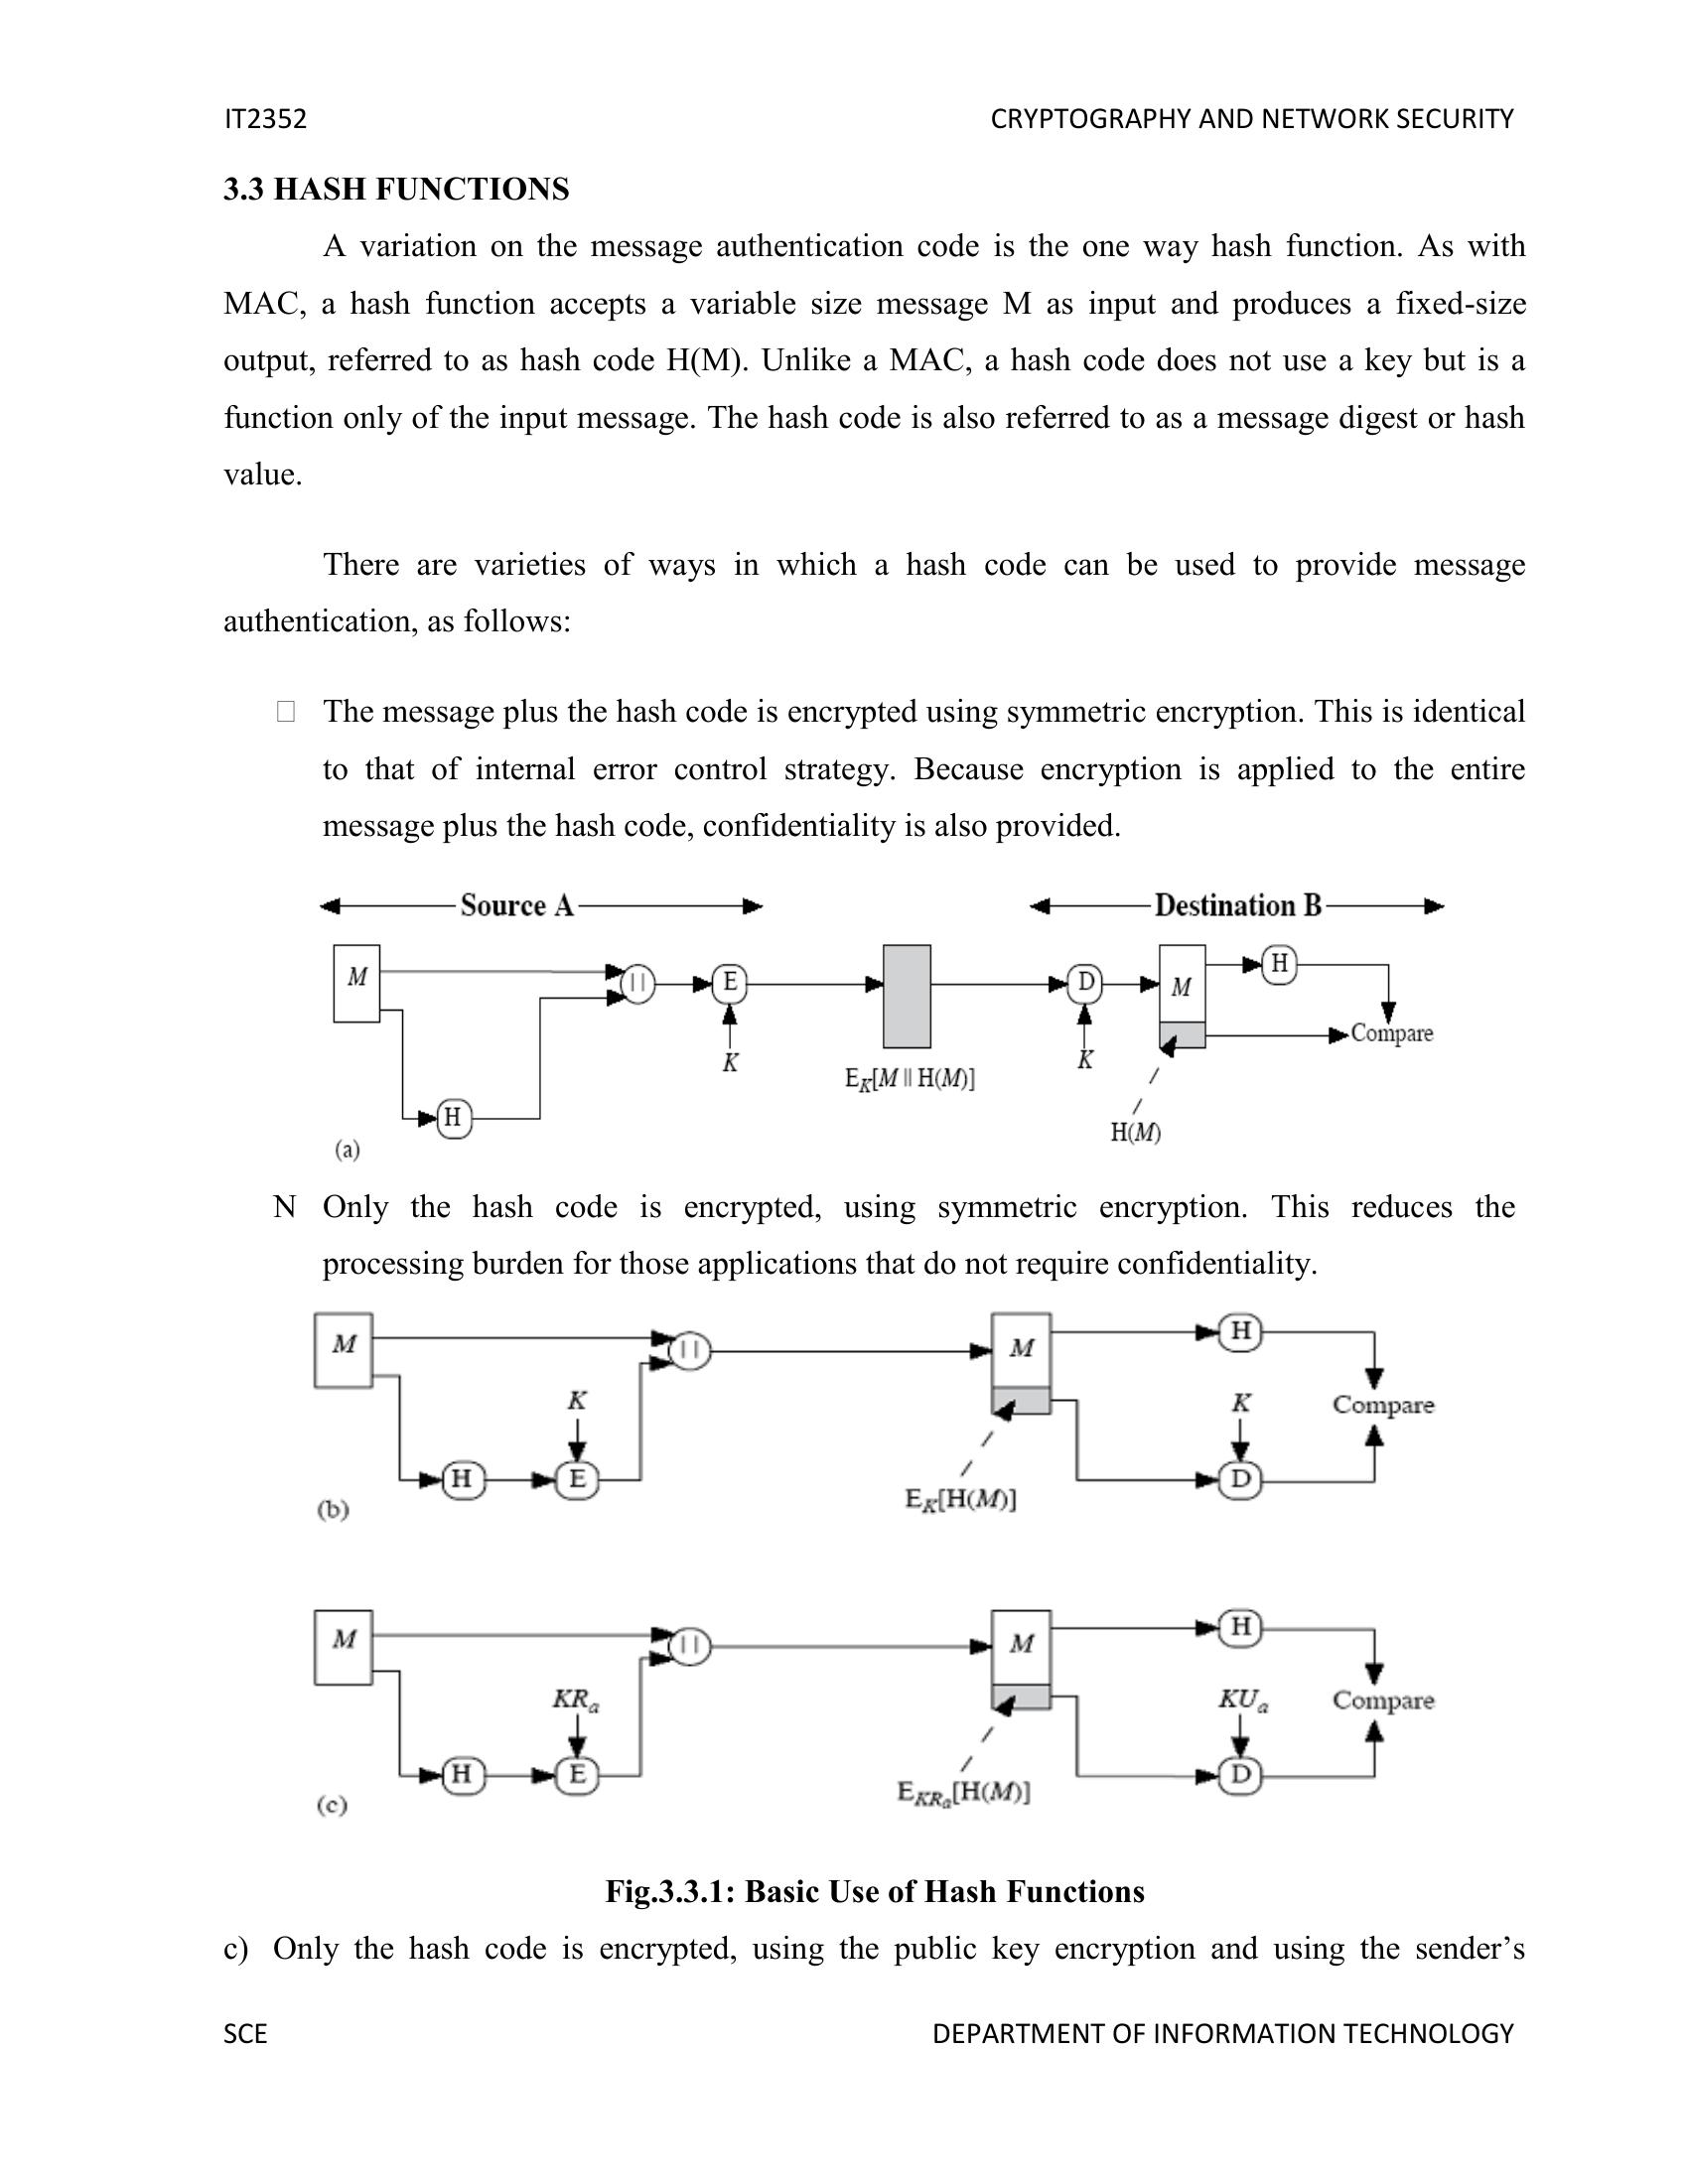 IT2352 CRYPTOGRAPHY AND NETWORK SECURITY
3.3 HASH FUNCTIONS
A variation on the message authentication code is the one way hash function. As with
MAC, a hash function accepts a variable size message M as input and produces a fixed-size
output, referred to as hash code H(M). Unlike a MAC, a hash code does not use a key but is a
function only of the input message. The hash code is also referred to as a message digest or hash
value.
There are varieties of ways in which a hash code can be used to provide message
authentication, as follows:
□ The message plus the hash code is encrypted using symmetric encryption. This is identical
to that of internal error control strategy. Because encryption is applied to the entire
message plus the hash code, confidentiality is also provided.
Source A Destination B
M || E D M H
K K Compare
E_K[M || H(M)]
H H(M)
(a)
N Only the hash code is encrypted, using symmetric encryption. This reduces the
processing burden for those applications that do not require confidentiality.
M || M H
K K Compare
H E D
(b) E_K[H(M)]
M || M H
KR_a KU_a Compare
H E D
(c) E_KR_a[H(M)]
Fig.3.3.1: Basic Use of Hash Functions
c) Only the hash code is encrypted, using the public key encryption and using the sender’s
SCE DEPARTMENT OF INFORMATION TECHNOLOGY